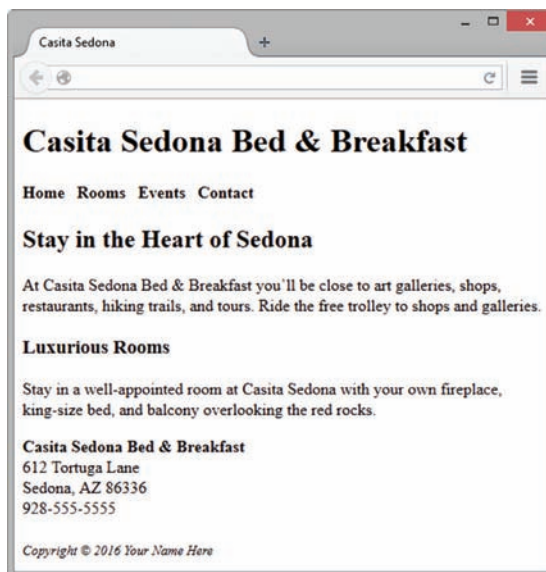 Casita Sedona
Casita Sedona Bed & Breakfast
Home Rooms Events Contact
Stay in the Heart of Sedona
At Casita Sedona Bed & Breakfast you`ll be close to art galleries, shops,
restaurants, hiking trails, and tours. Ride the free trolley to shops and galleries.
Luxurious Rooms
Stay in a well-appointed room at Casita Sedona with your own fireplace,
king-size bed, and balcony overlooking the red rocks.
Casita Sedona Bed & Breakfast
612 Tortuga Lane
Sedona, AZ 86336
928-555-5555
Copyright © 2016 Your Name Here